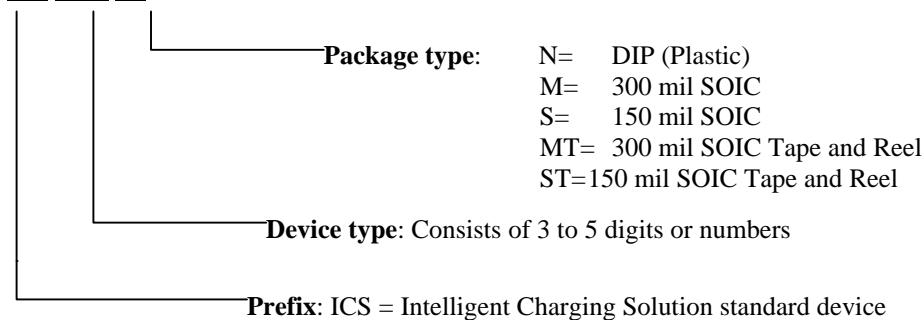 Package type: N= DIP (Plastic)
M= 300 mil SOIC
S= 150 mil SOIC
MT= 300 mil SOIC Tape and Reel
ST=150 mil SOIC Tape and Reel
Device type: Consists of 3 to 5 digits or numbers
Prefix: ICS = Intelligent Charging Solution standard device